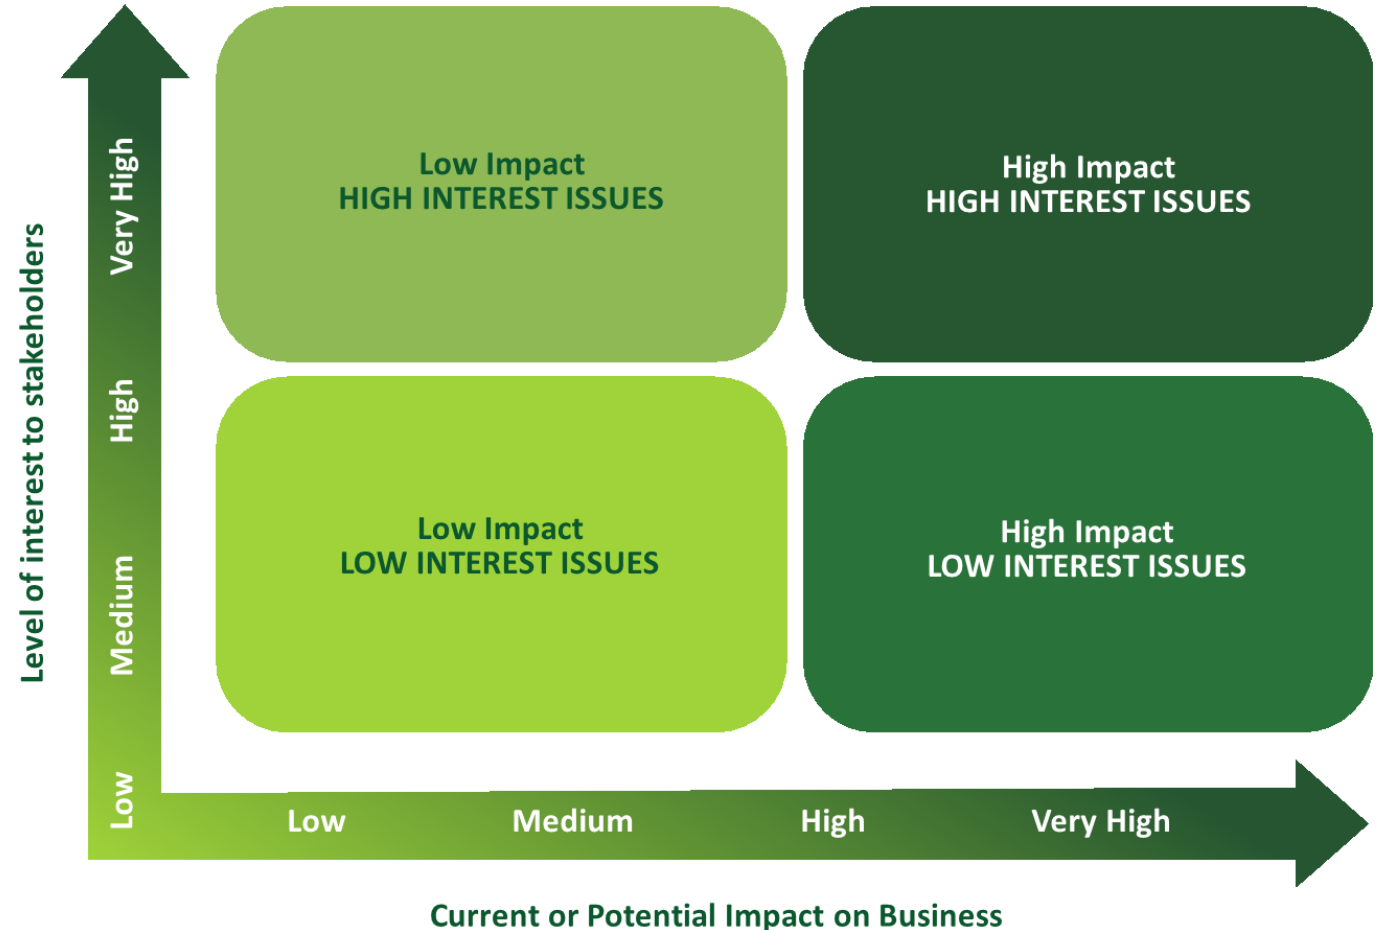 Low Impact
HIGH INTEREST ISSUES
High Impact
HIGH INTEREST ISSUES
Low Impact
LOW INTEREST ISSUES
High Impact
LOW INTEREST ISSUES
Level of interest to stakeholders
Very High
High
Medium
Low
Low
Medium
High
Very High
Current or Potential Impact on Business